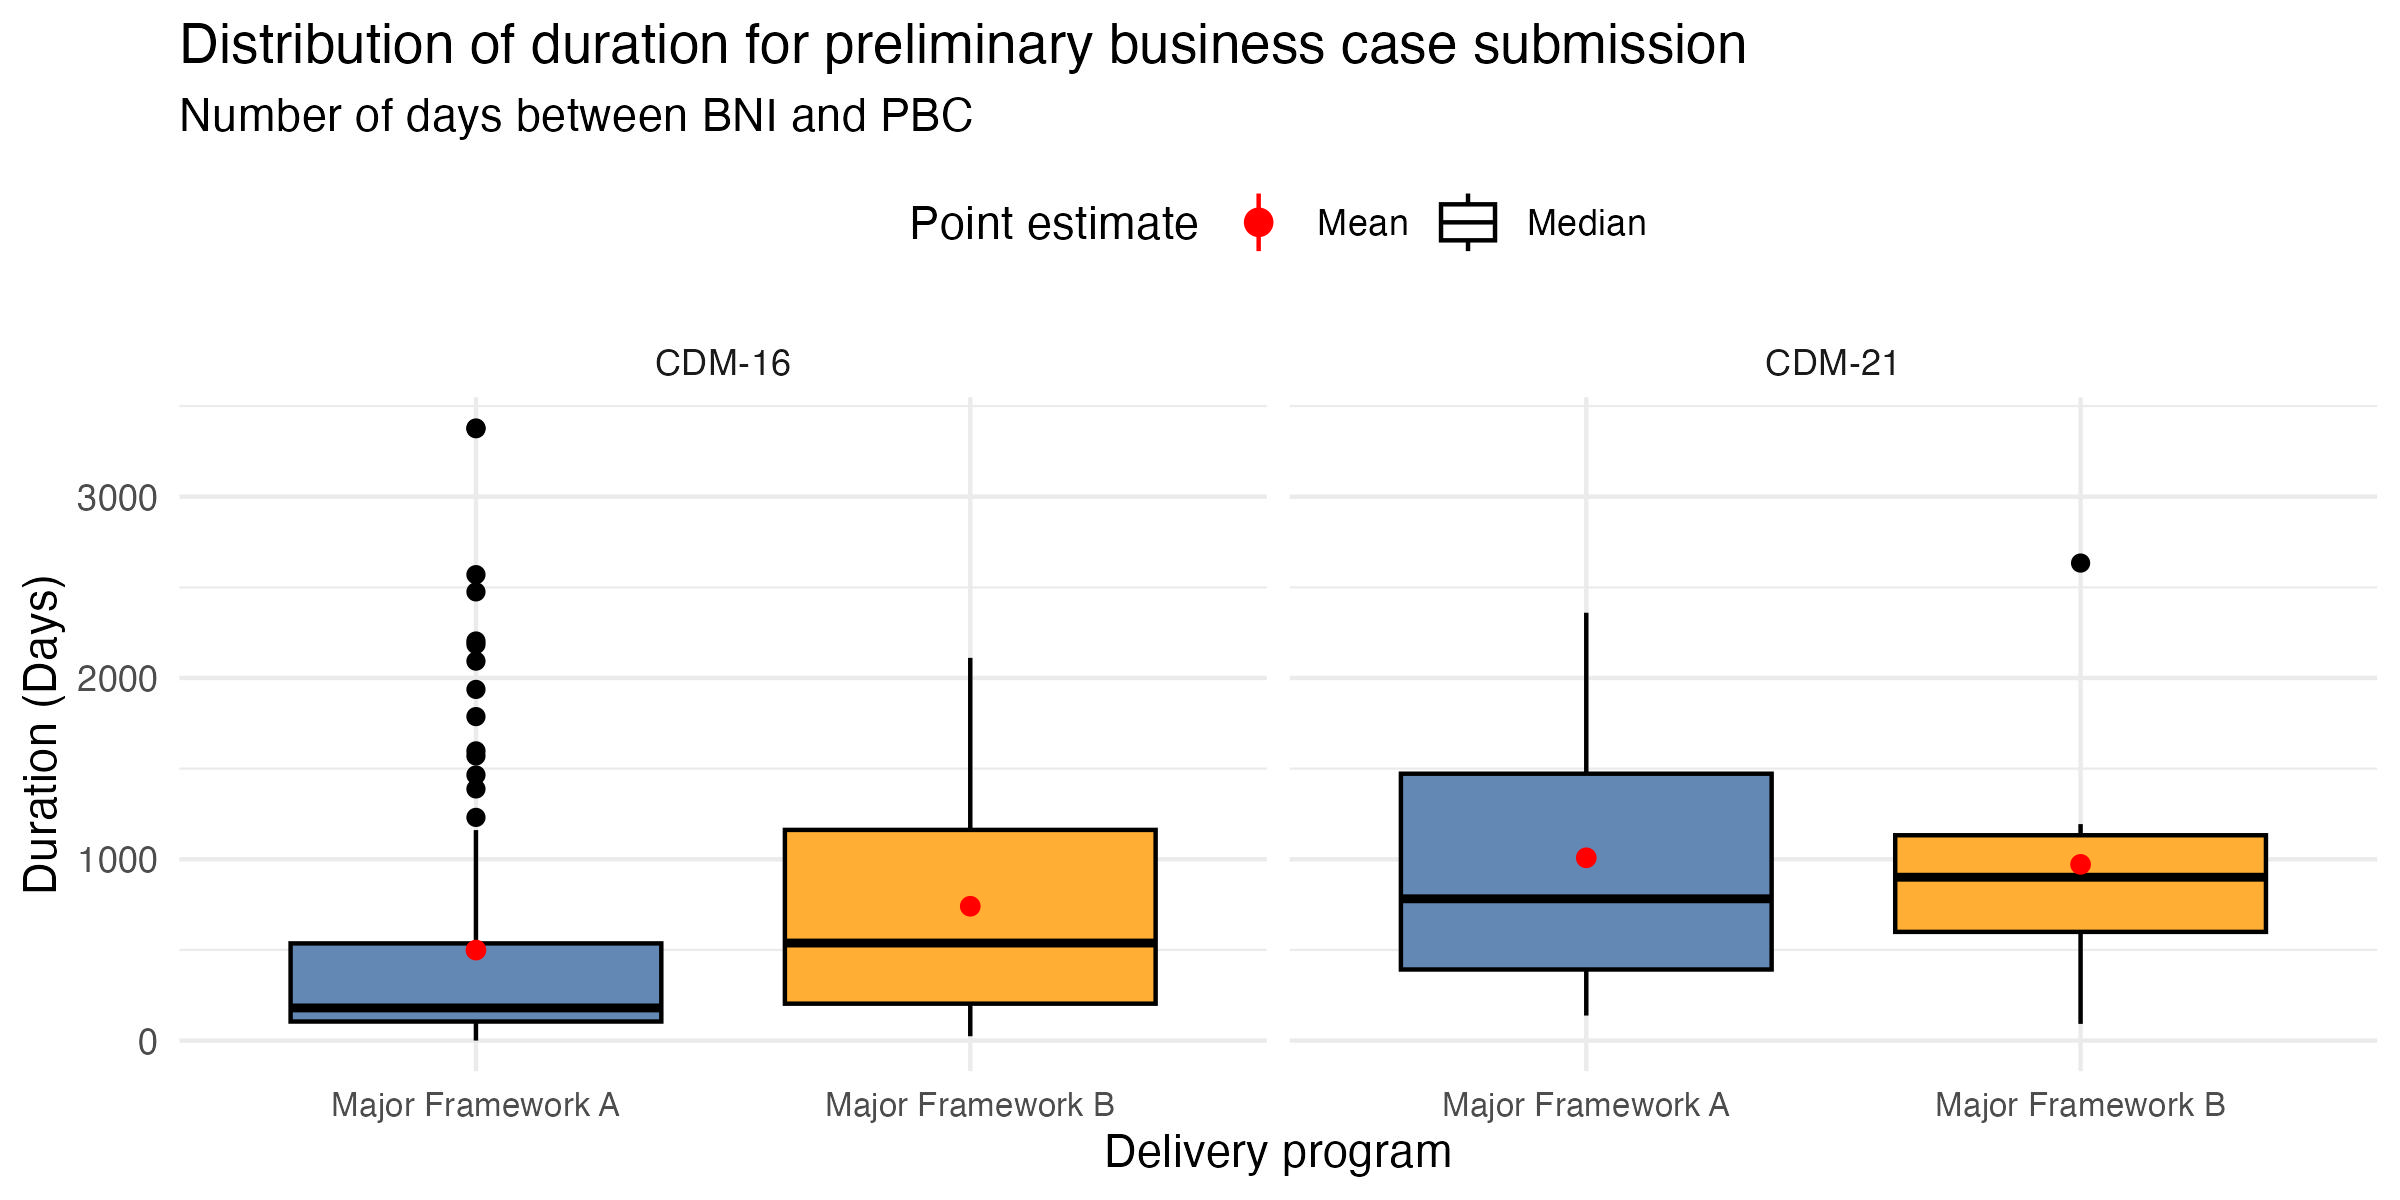 Distribution of duration for preliminary business case submission
Number of days between BNI and PBC
Point estimate Mean Median
CDM-16 CDM-21
Duration (Days)
3000
2000
1000
0
Major Framework A Major Framework B Major Framework A Major Framework B
Delivery program